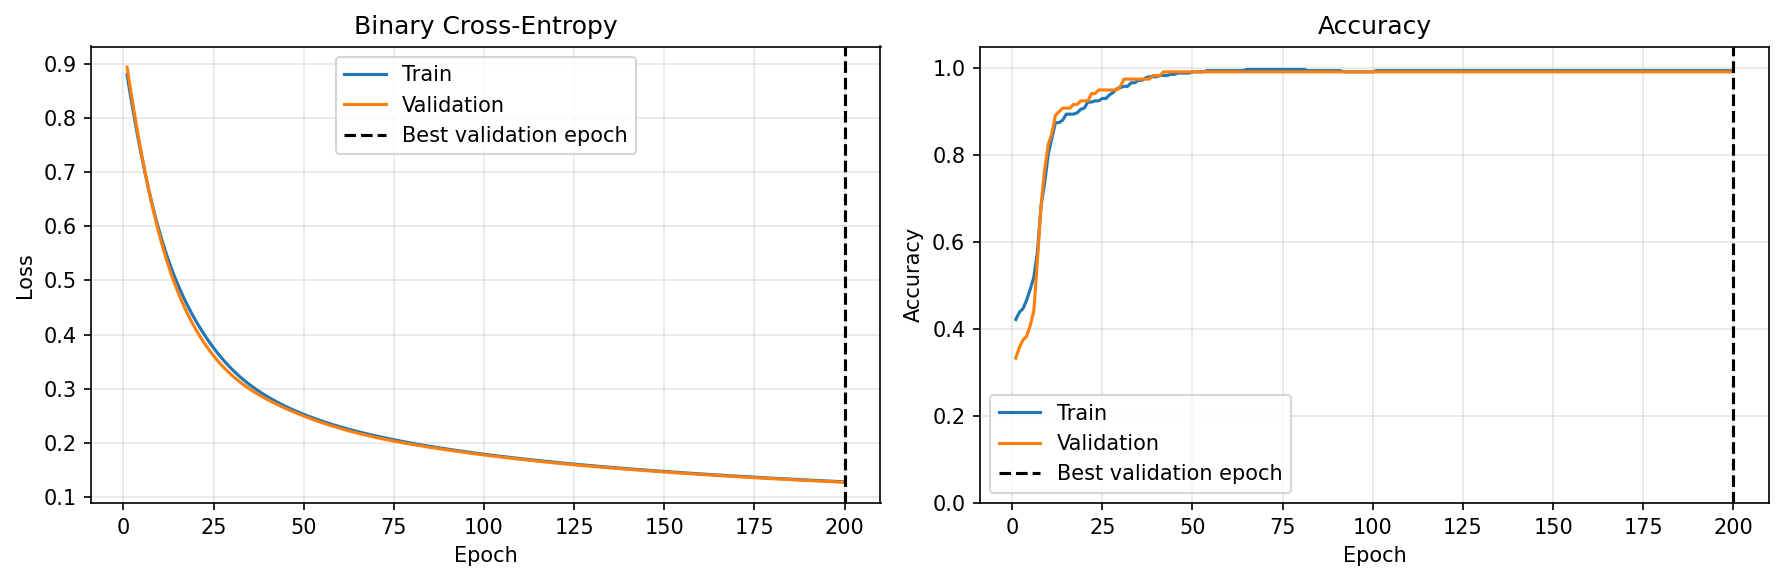 Binary Cross-Entropy
0.9
0.8
0.7
0.6
0.5
0.4
0.3
0.2
0.1
Loss
Train
Validation
Best validation epoch
0 25 50 75 100 125 150 175 200
Epoch
Accuracy
1.0
0.8
0.6
0.4
0.2
0.0
Accuracy
Train
Validation
Best validation epoch
0 25 50 75 100 125 150 175 200
Epoch